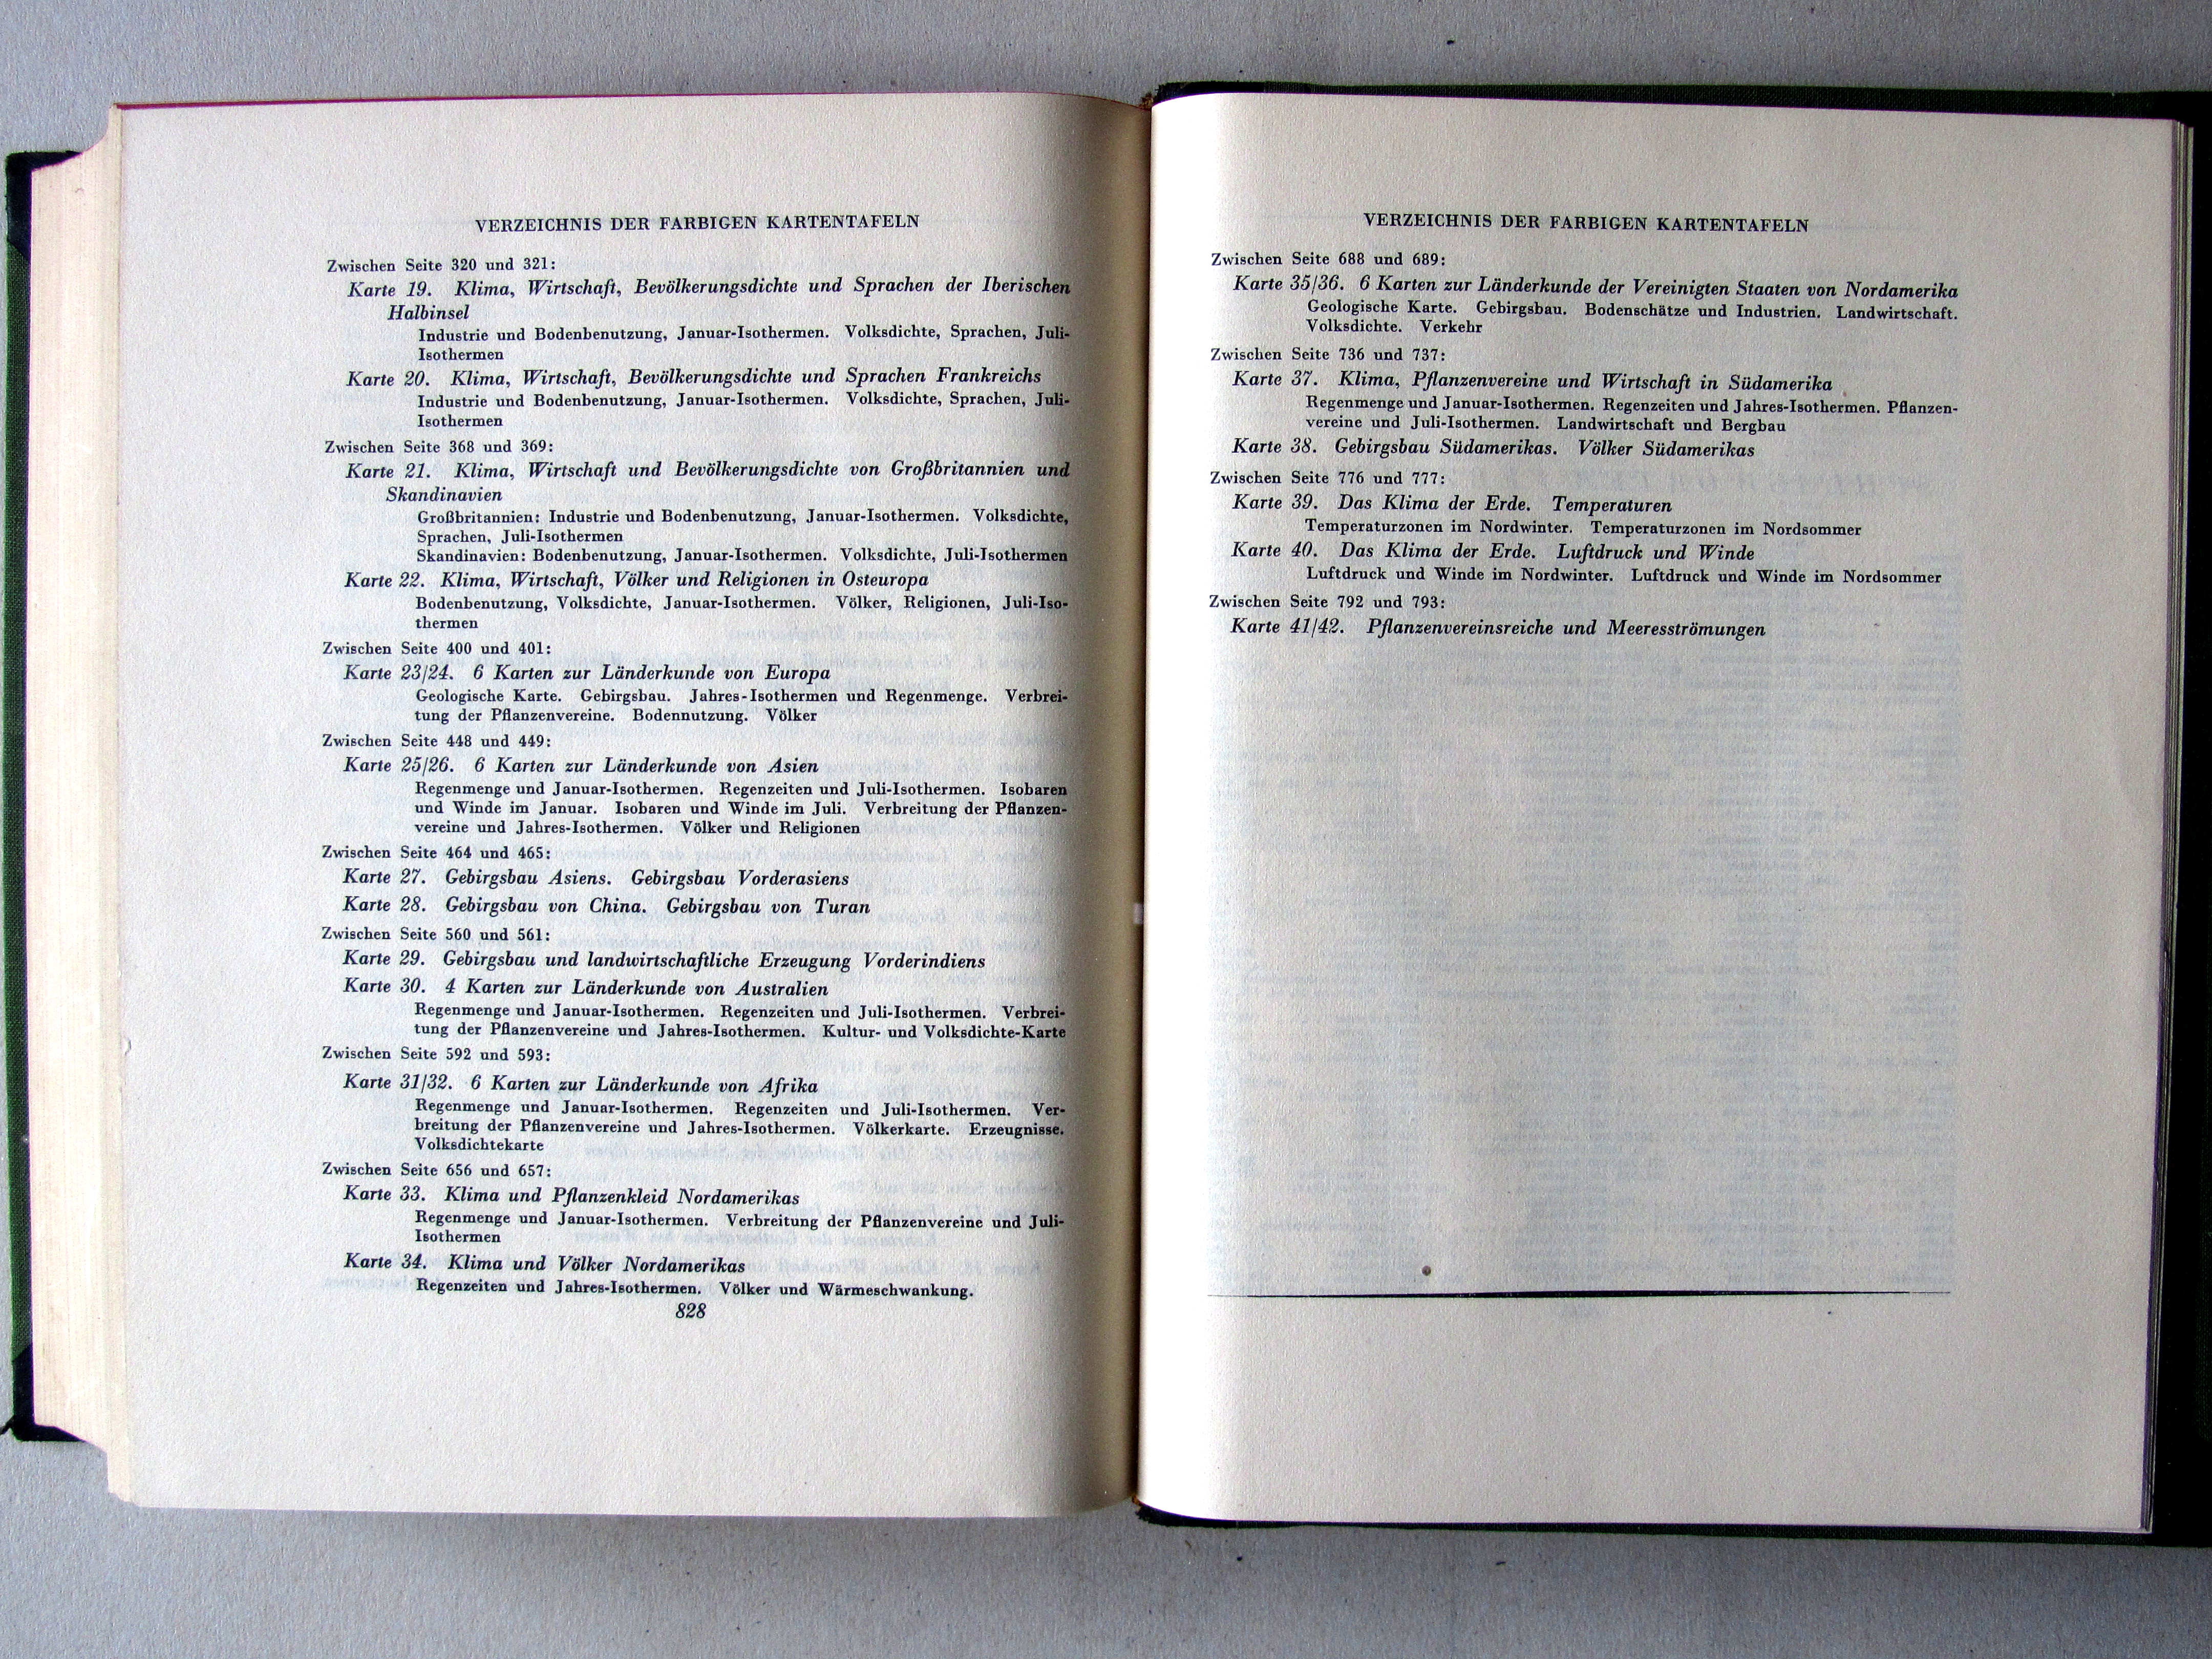 VERZEICHNIS DER FARBIGEN KARTENTAFELN
Zwischen Seite 320 und 321:
Karte 19. Klima, Wirtschaft, Bevölkerungsdichte und Sprachen der Iberischen
Halbinsel
Industrie und Bodenbenutzung, Januar-Isothermen. Volksdichte, Sprachen, Juli-
Isothermen
Karte 20. Klima, Wirtschaft, Bevölkerungsdichte und Sprachen Frankreichs
Industrie und Bodenbenutzung, Januar-Isothermen. Volksdichte, Sprachen, Juli-
Isothermen
Zwischen Seite 368 und 369:
Karte 21. Klima, Wirtschaft und Bevölkerungsdichte von Großbritannien und
Skandinavien
Großbritannien: Industrie und Bodenbenutzung, Januar-Isothermen. Volksdichte,
Sprachen, Juli-Isothermen
Skandinavien: Bodenbenutzung, Januar-Isothermen. Volksdichte, Juli-Isothermen
Karte 22. Klima, Wirtschaft, Völker und Religionen in Osteuropa
Bodenbenutzung, Volksdichte, Januar-Isothermen. Völker, Religionen, Juli-Iso-
thermen
Zwischen Seite 400 und 401:
Karte 23/24. 6 Karten zur Länderkunde von Europa
Geologische Karte. Gebirgsbau. Jahres-Isothermen und Regenmenge. Verbrei-
tung der Pflanzenvereine. Bodennutzung. Völker
Zwischen Seite 448 und 449:
Karte 25/26. 6 Karten zur Länderkunde von Asien
Regenmenge und Januar-Isothermen. Regenzeiten und Juli-Isothermen. Isobaren
und Winde im Januar. Isobaren und Winde im Juli. Verbreitung der Pflanzen-
vereine und Jahres-Isothermen. Völker und Religionen
Zwischen Seite 464 und 465:
Karte 27. Gebirgsbau Asiens. Gebirgsbau Vorderasiens
Karte 28. Gebirgsbau von China. Gebirgsbau von Turan
Zwischen Seite 560 und 561:
Karte 29. Gebirgsbau und landwirtschaftliche Erzeugung Vorderindiens
Karte 30. 4 Karten zur Länderkunde von Australien
Regenmenge und Januar-Isothermen. Regenzeiten und Juli-Isothermen. Verbrei-
tung der Pflanzenvereine und Jahres-Isothermen. Kultur- und Volksdichte-Karte
Zwischen Seite 592 und 593:
Karte 31/32. 6 Karten zur Länderkunde von Afrika
Regenmenge und Januar-Isothermen. Regenzeiten und Juli-Isothermen. Ver-
breitung der Pflanzenvereine und Jahres-Isothermen. Völkerkarte. Erzeugnisse.
Volksdichtekarte
Zwischen Seite 656 und 657:
Karte 33. Klima und Pflanzenkleid Nordamerikas
Regenmenge und Januar-Isothermen. Verbreitung der Pflanzenvereine und Juli-
Isothermen
Karte 34. Klima und Völker Nordamerikas
Regenzeiten und Jahres-Isothermen. Völker und Wärmeschwankung.
828
VERZEICHNIS DER FARBIGEN KARTENTAFELN
Zwischen Seite 688 und 689:
Karte 35/36. 6 Karten zur Länderkunde der Vereinigten Staaten von Nordamerika
Geologische Karte. Gebirgsbau. Bodenschätze und Industrien. Landwirtschaft.
Volksdichte. Verkehr
Zwischen Seite 736 und 737:
Karte 37. Klima, Pflanzenvereine und Wirtschaft in Südamerika
Regenmenge und Januar-Isothermen. Regenzeiten und Jahres-Isothermen. Pflanzen-
vereine und Juli-Isothermen. Landwirtschaft und Bergbau
Karte 38. Gebirgsbau Südamerikas. Völker Südamerikas
Zwischen Seite 776 und 777:
Karte 39. Das Klima der Erde. Temperaturen
Temperaturzonen im Nordwinter. Temperaturzonen im Nordsommer
Karte 40. Das Klima der Erde. Luftdruck und Winde
Luftdruck und Winde im Nordwinter. Luftdruck und Winde im Nordsommer
Zwischen Seite 792 und 793:
Karte 41/42. Pflanzenvereinsreiche und Meeresströmungen